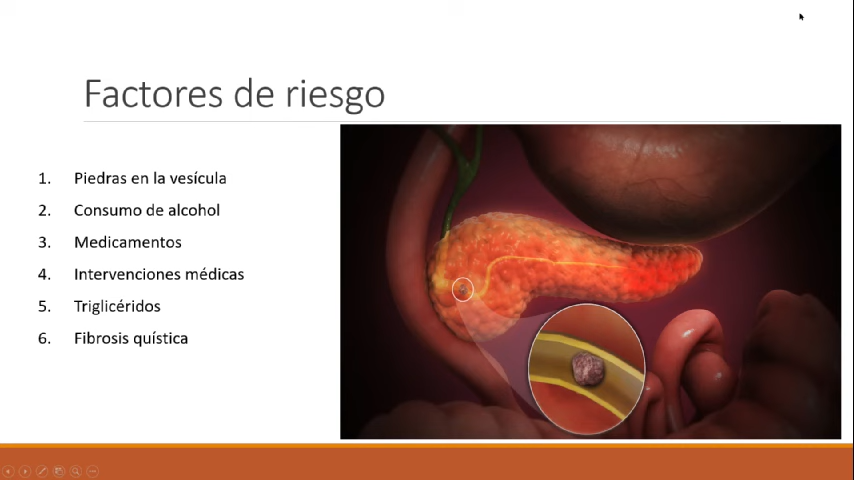 Factores de riesgo
1. Piedras en la vesícula
2. Consumo de alcohol
3. Medicamentos
4. Intervenciones médicas
5. Triglicéridos
6. Fibrosis quística